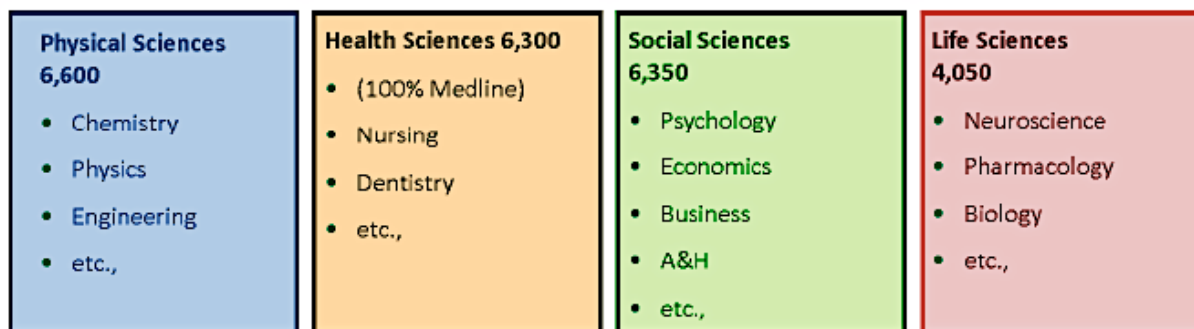 Physical Sciences
6,600
• Chemistry
• Physics
• Engineering
• etc.,
Health Sciences 6,300
• (100% Medline)
• Nursing
• Dentistry
• etc.,
Social Sciences
6,350
• Psychology
• Economics
• Business
• A&H
• etc.,
Life Sciences
4,050
• Neuroscience
• Pharmacology
• Biology
• etc.,